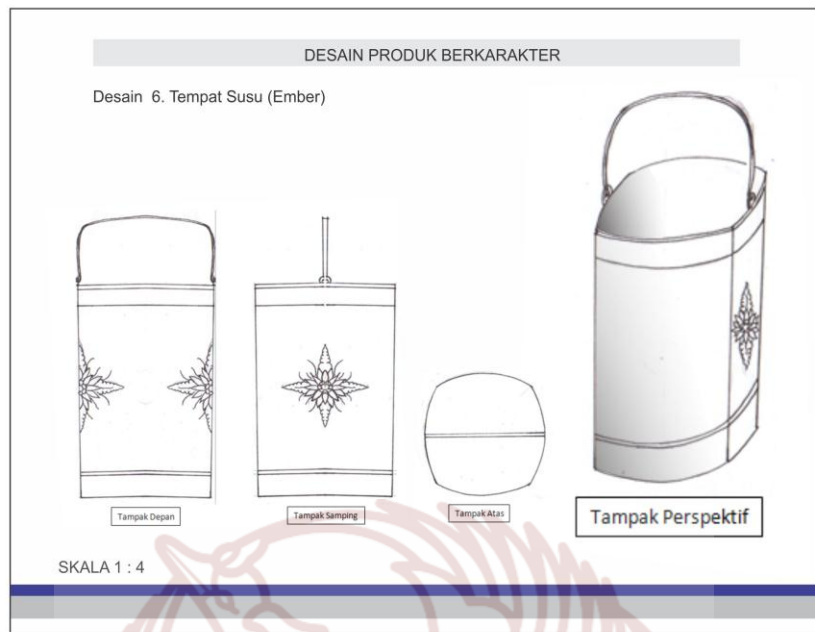 DESAIN PRODUK BERKARAKTER
Desain 6. Tempat Susu (Ember)
Tampak Depan
Tampak Samping
Tampak Atas
Tampak Perspektif
SKALA 1 : 4